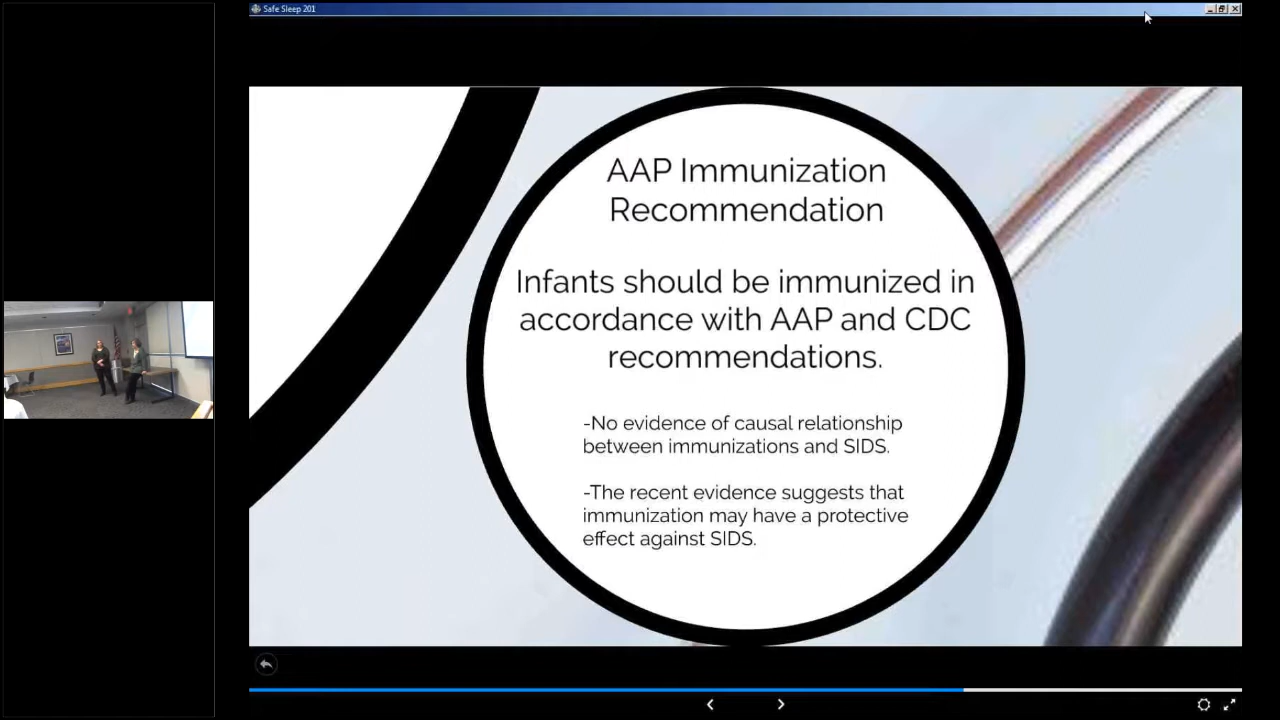 Safe Sleep 201
AAP Immunization
Recommendation
Infants should be immunized in
accordance with AAP and CDC
recommendations.
-No evidence of causal relationship
between immunizations and SIDS.
-The recent evidence suggests that
immunization may have a protective
effect against SIDS.